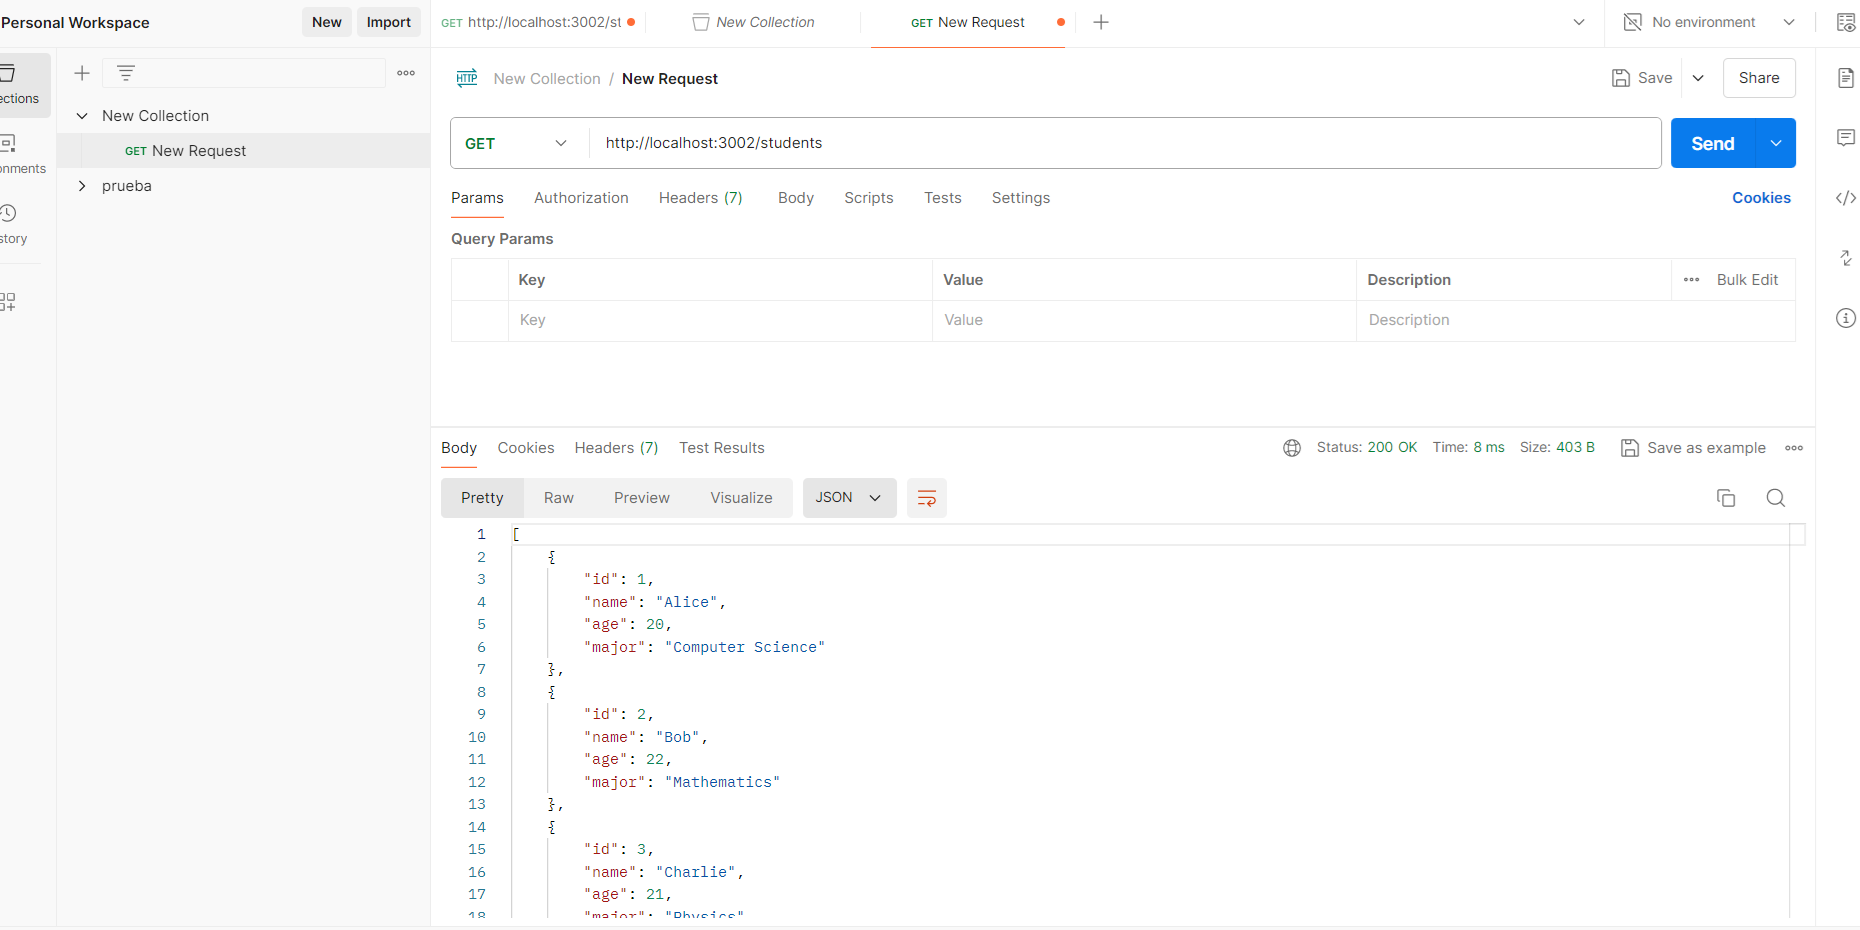 Personal Workspace
New
Import
GET http://localhost:3002/st
New Collection
GET New Request
No environment
ections
onments
story
New Collection
GET New Request
prueba
HTTP New Collection / New Request
Save
Share
GET
http://localhost:3002/students
Send
Params
Authorization
Headers (7)
Body
Scripts
Tests
Settings
Cookies
Query Params
Key
Value
Description
Bulk Edit
Key
Value
Description
Body
Cookies
Headers (7)
Test Results
Status: 200 OK
Time: 8 ms
Size: 403 B
Save as example
Pretty
Raw
Preview
Visualize
JSON
1 [
2 {
3 "id": 1,
4 "name": "Alice",
5 "age": 20,
6 "major": "Computer Science"
7 },
8 {
9 "id": 2,
10 "name": "Bob",
11 "age": 22,
12 "major": "Mathematics"
13 },
14 {
15 "id": 3,
16 "name": "Charlie",
17 "age": 21,
18 "major": "Physics"